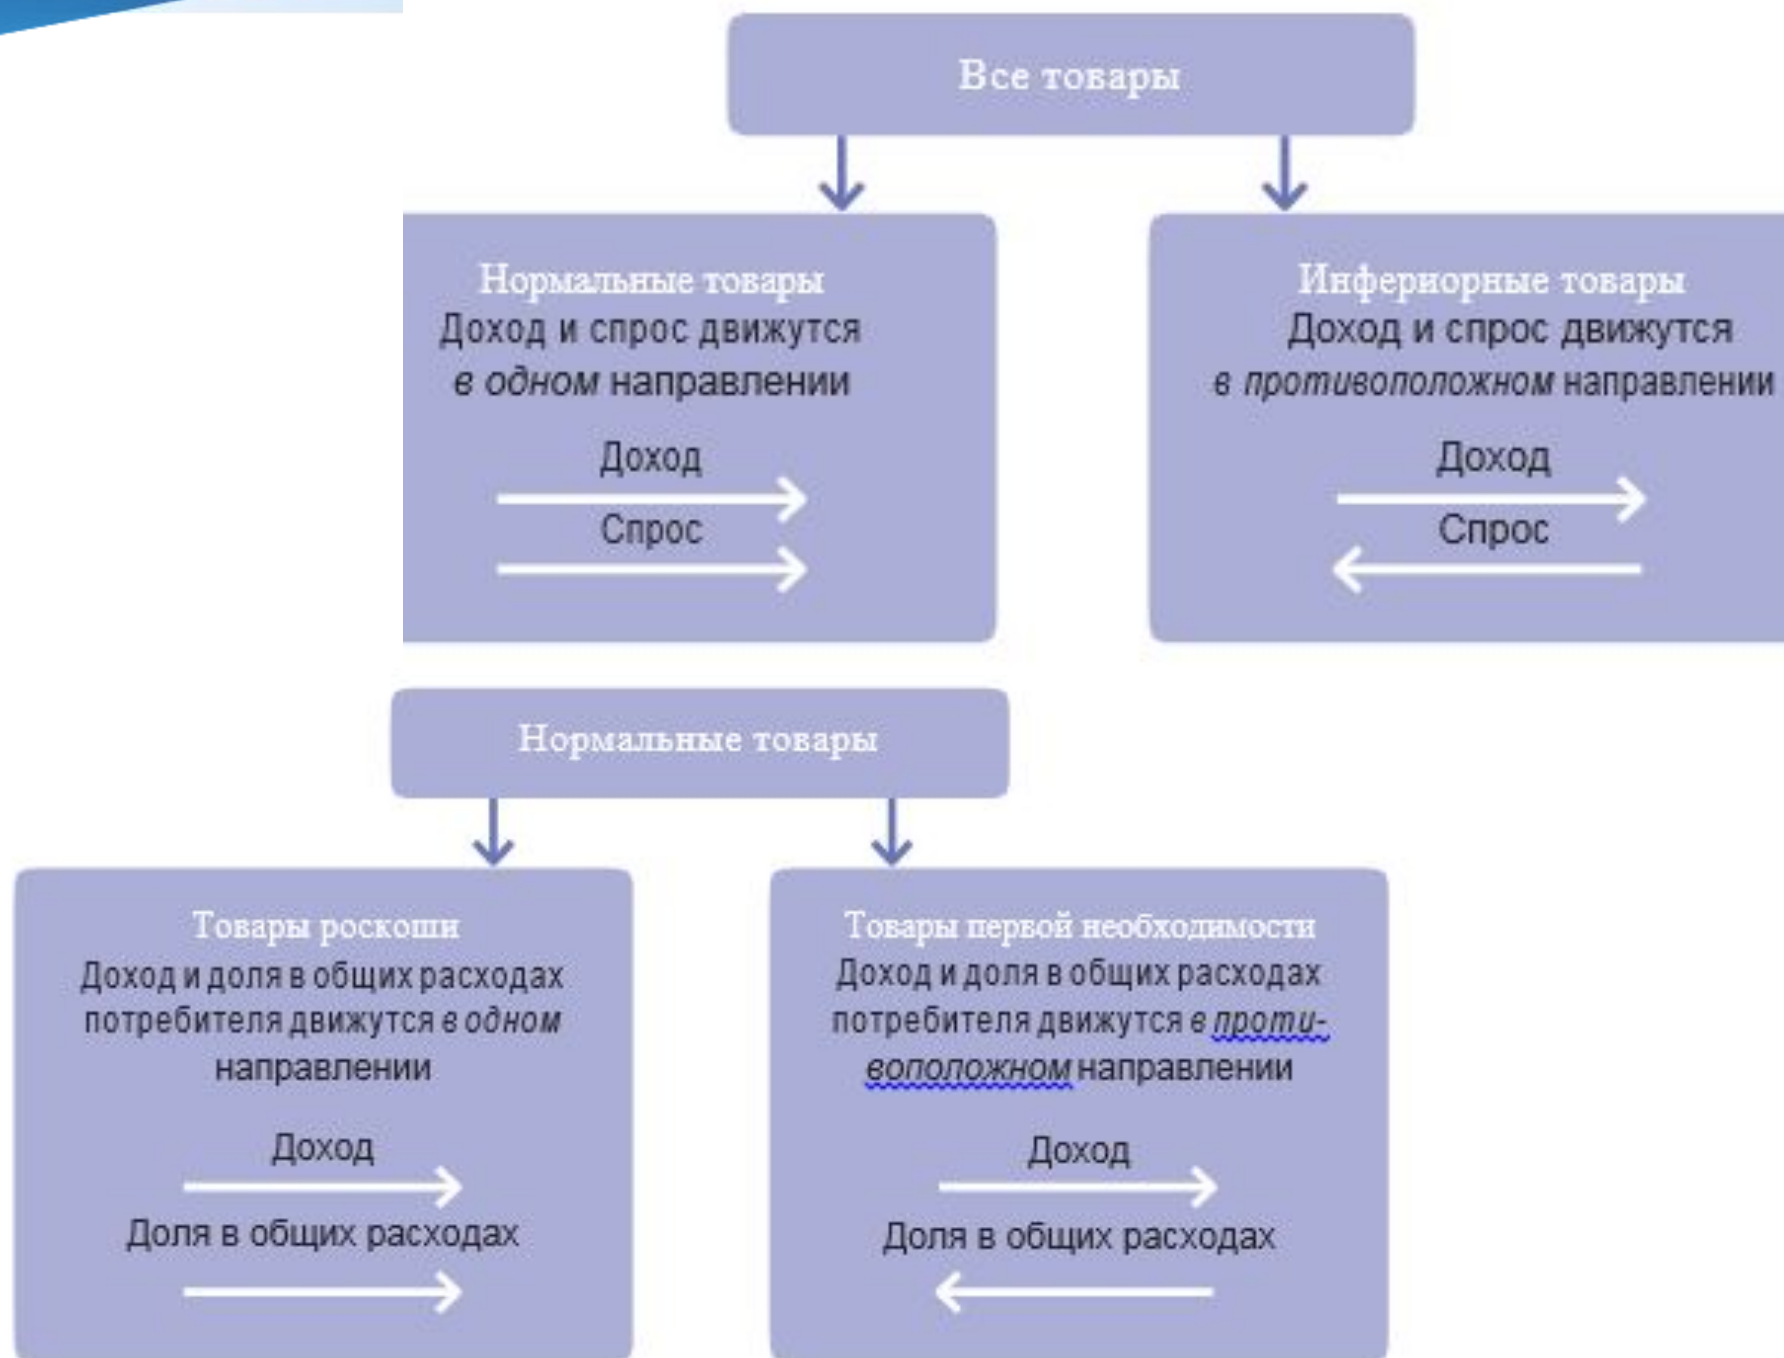 Все товары
Нормальные товары
Доход и спрос движутся
в одном направлении
Доход
Спрос
Инфериорные товары
Доход и спрос движутся
в противоположном направлении
Доход
Спрос
Нормальные товары
Товары роскоши
Доход и доля в общих расходах
потребителя движутся в одном
направлении
Доход
Доля в общих расходах
Товары первой необходимости
Доход и доля в общих расходах
потребителя движутся в проти-
воположном направлении
Доход
Доля в общих расходах